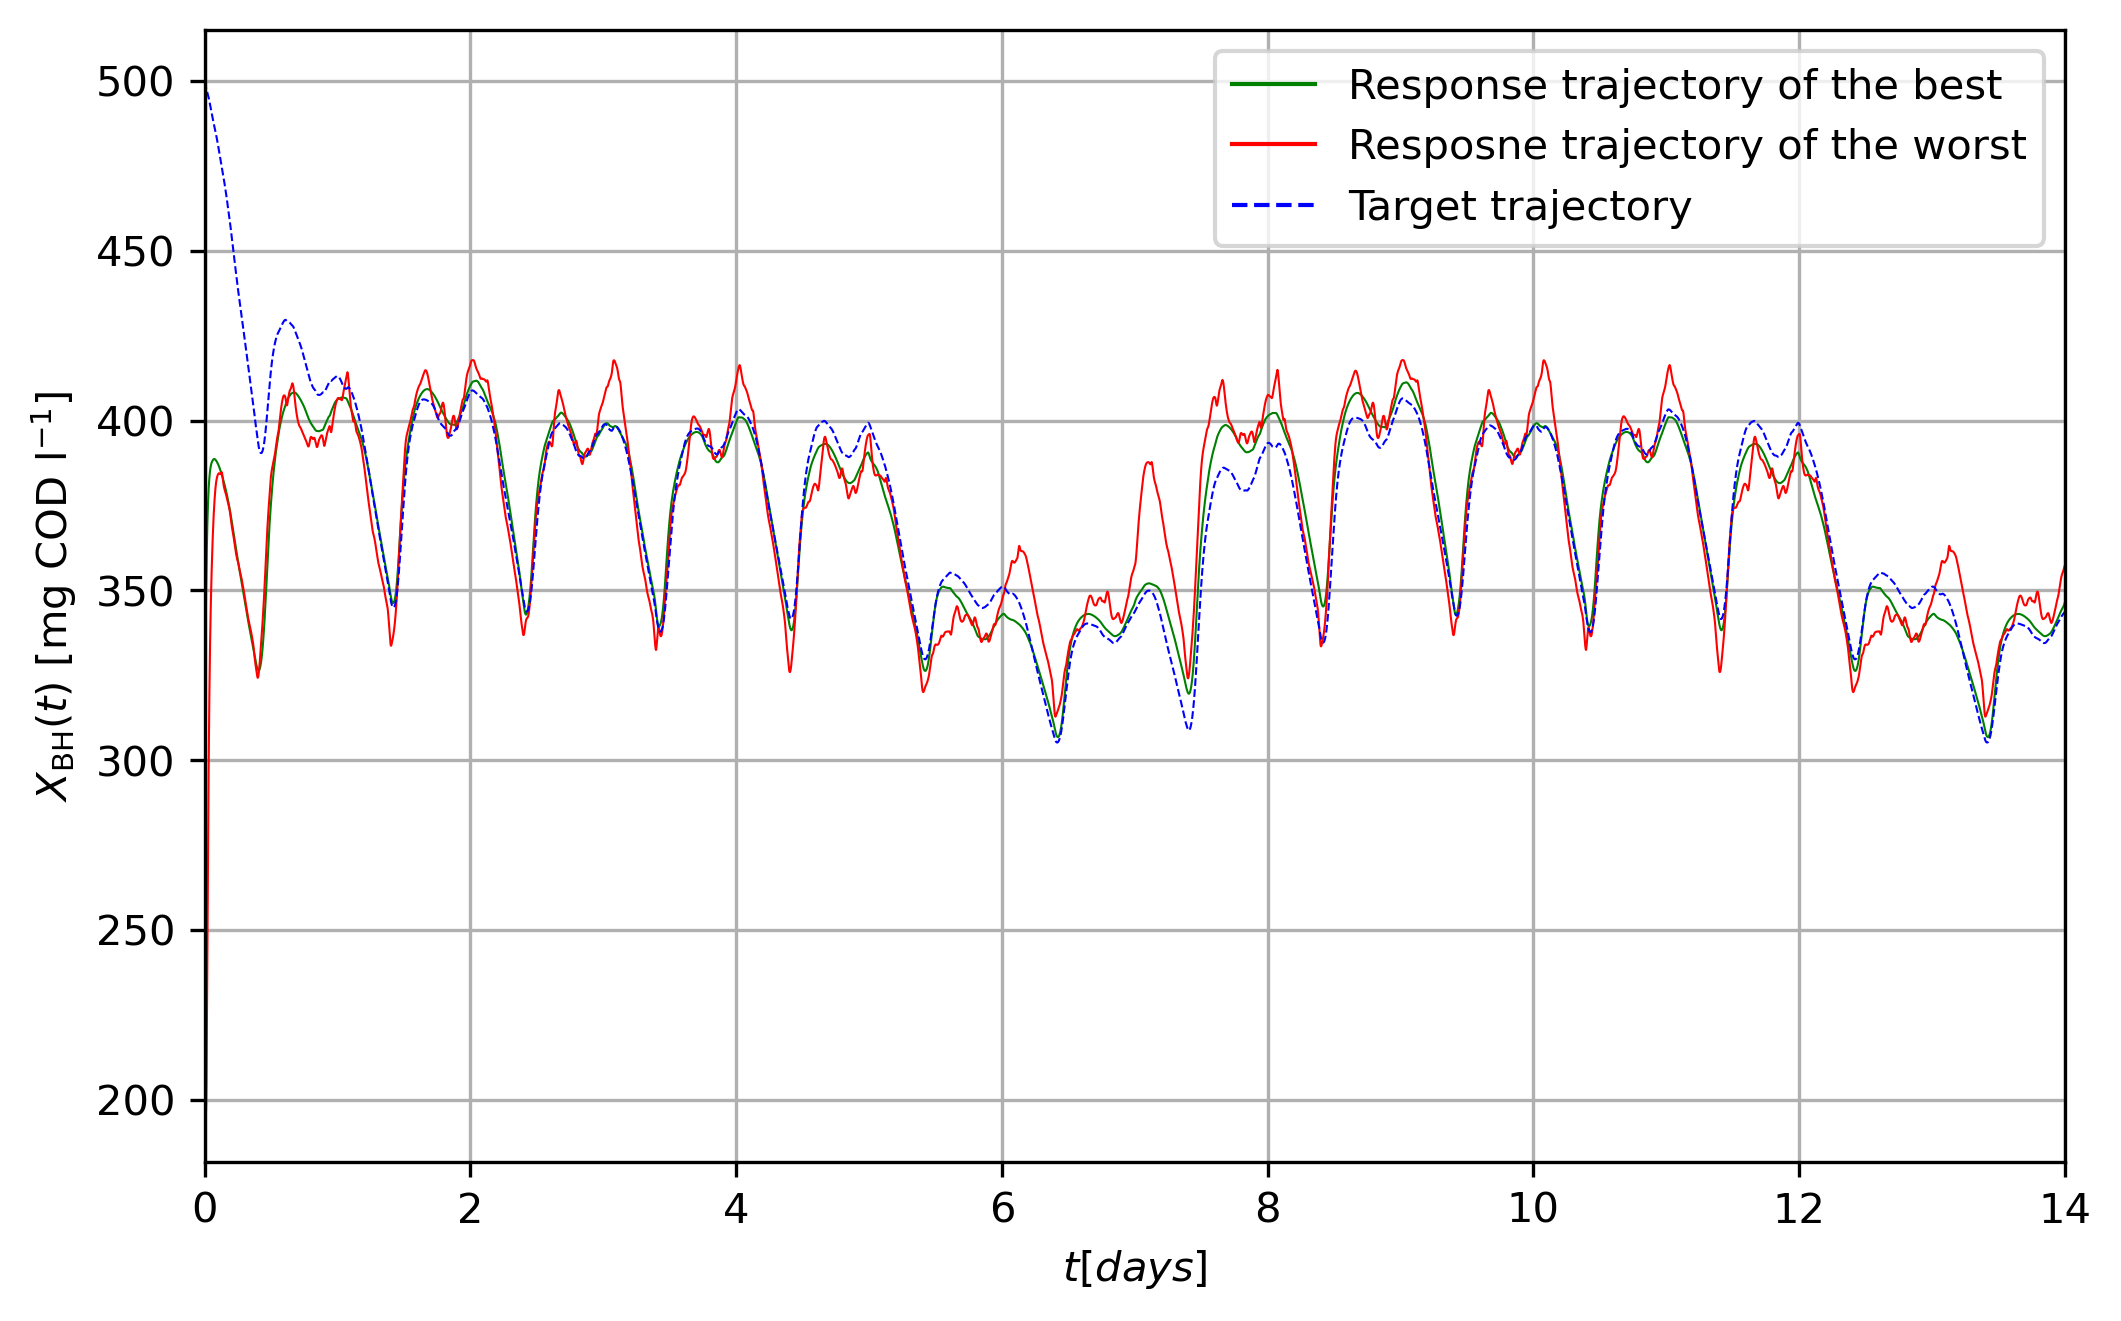 500
450
400
350
300
250
200
X_BH(t) [mg COD l⁻¹]
Response trajectory of the best
Resposne trajectory of the worst
Target trajectory
0 2 4 6 8 10 12 14
t[days]